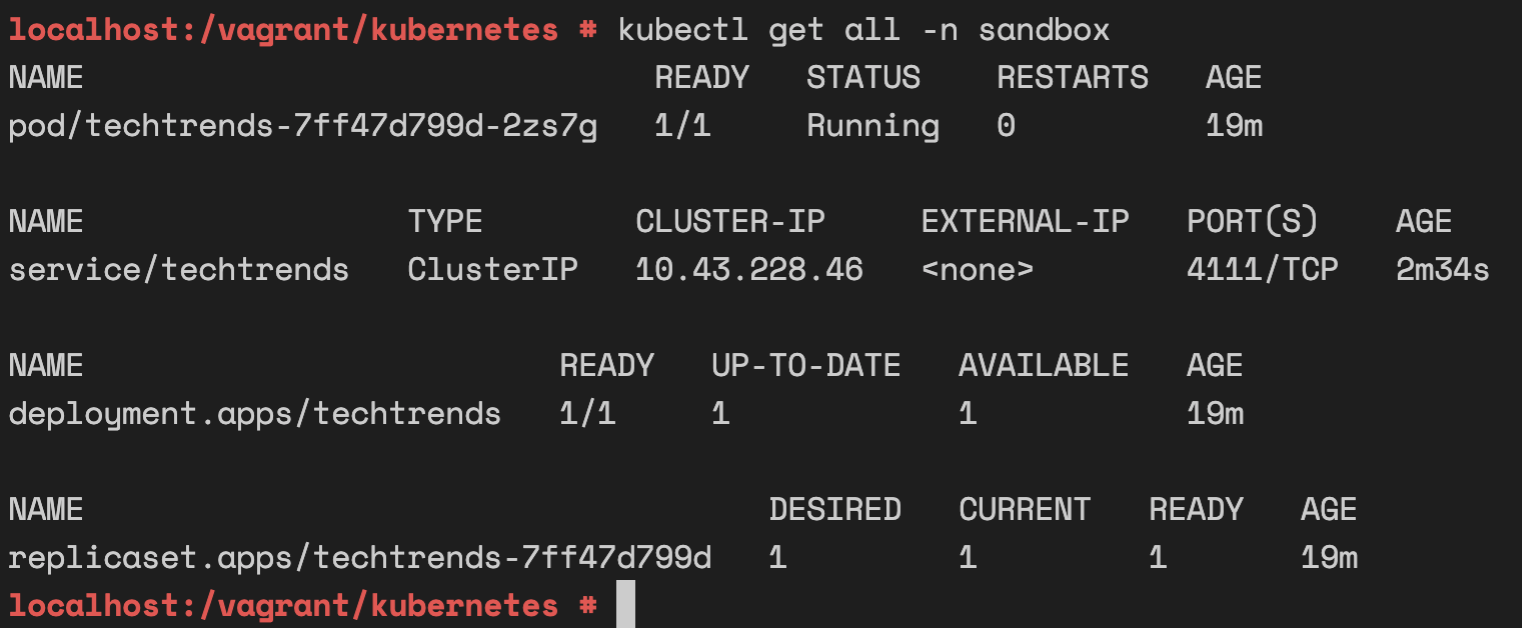 localhost:/vagrant/kubernetes # kubectl get all -n sandbox
NAME                              READY   STATUS    RESTARTS   AGE
pod/techtrends-7ff47d799d-2zs7g   1/1     Running   0          19m
NAME                 TYPE        CLUSTER-IP     EXTERNAL-IP   PORT(S)    AGE
service/techtrends   ClusterIP   10.43.228.46   <none>        4111/TCP   2m34s
NAME                         READY   UP-TO-DATE   AVAILABLE   AGE
deployment.apps/techtrends   1/1     1            1           19m
NAME                                    DESIRED   CURRENT   READY   AGE
replicaset.apps/techtrends-7ff47d799d   1         1         1       19m
localhost:/vagrant/kubernetes #